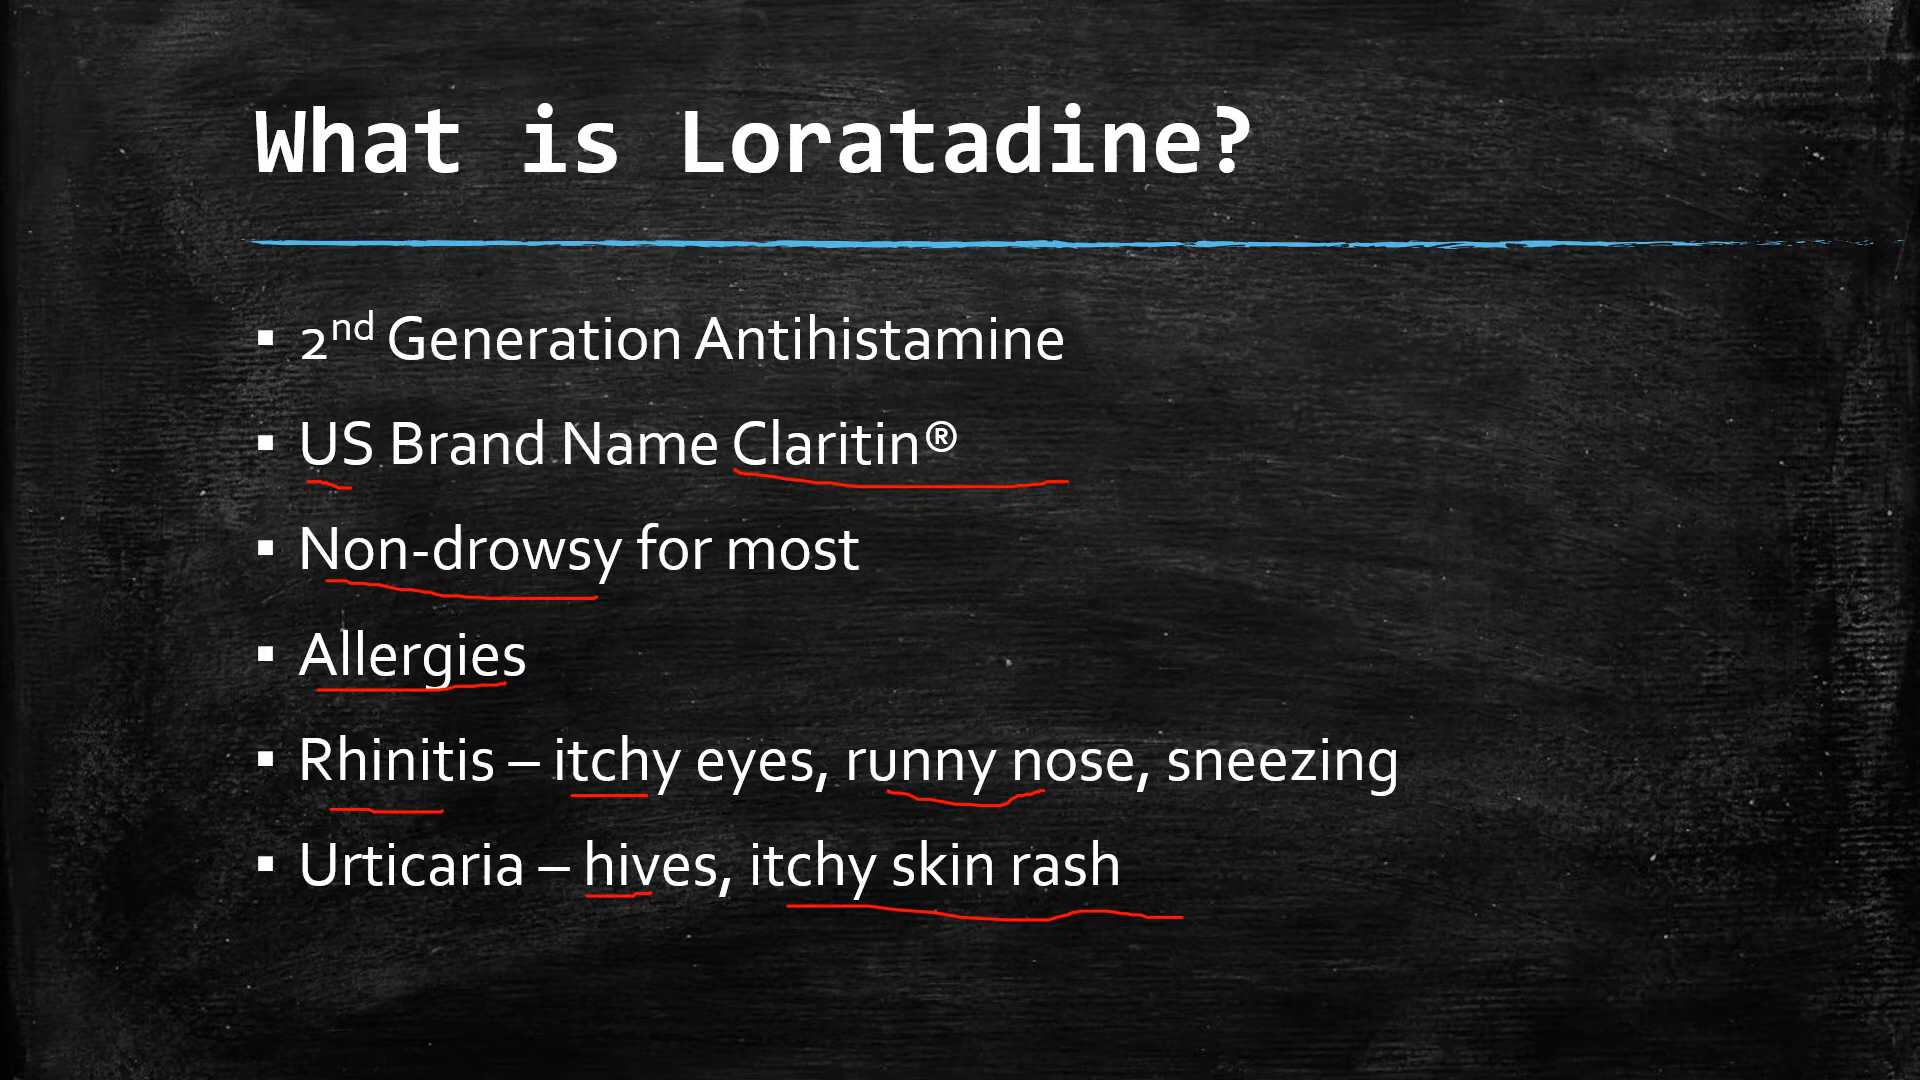 What is Loratadine?
▪ 2nd Generation Antihistamine
▪ US Brand Name Claritin®
▪ Non-drowsy for most
▪ Allergies
▪ Rhinitis – itchy eyes, runny nose, sneezing
▪ Urticaria – hives, itchy skin rash